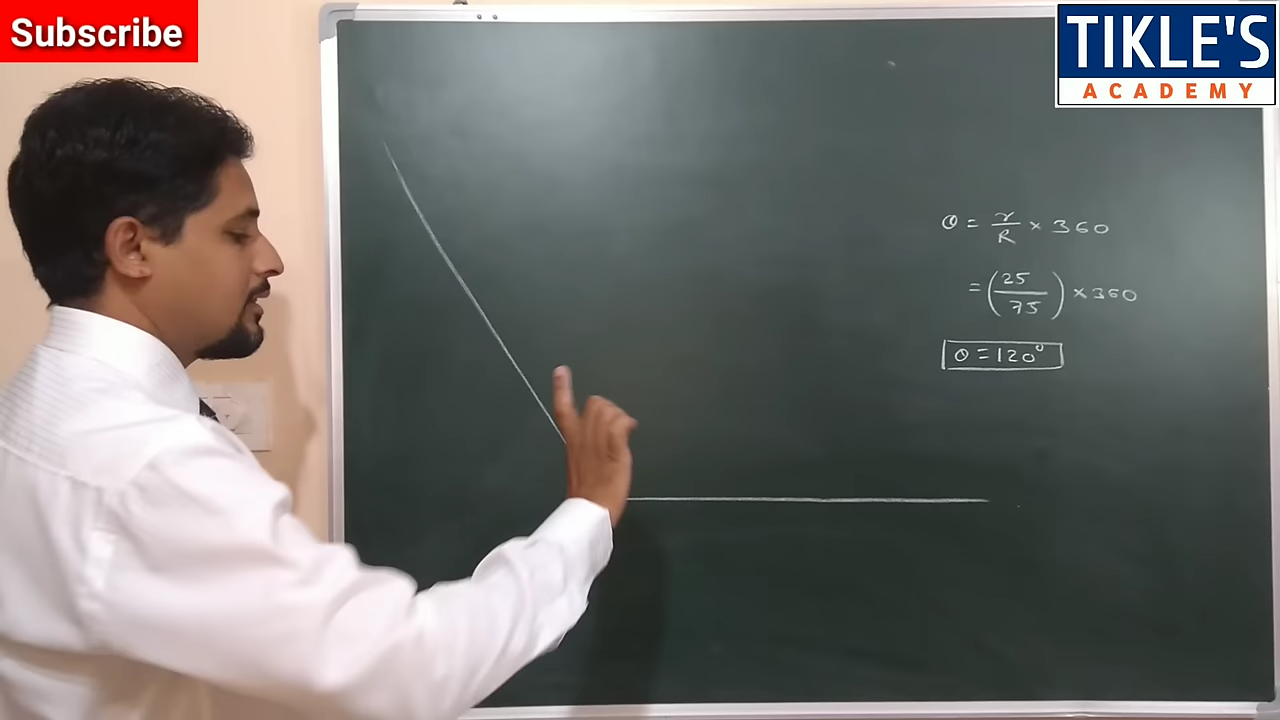 Subscribe
TIKLE'S
ACADEMY
θ = r/R × 360
= (25/75) × 360
θ = 120°